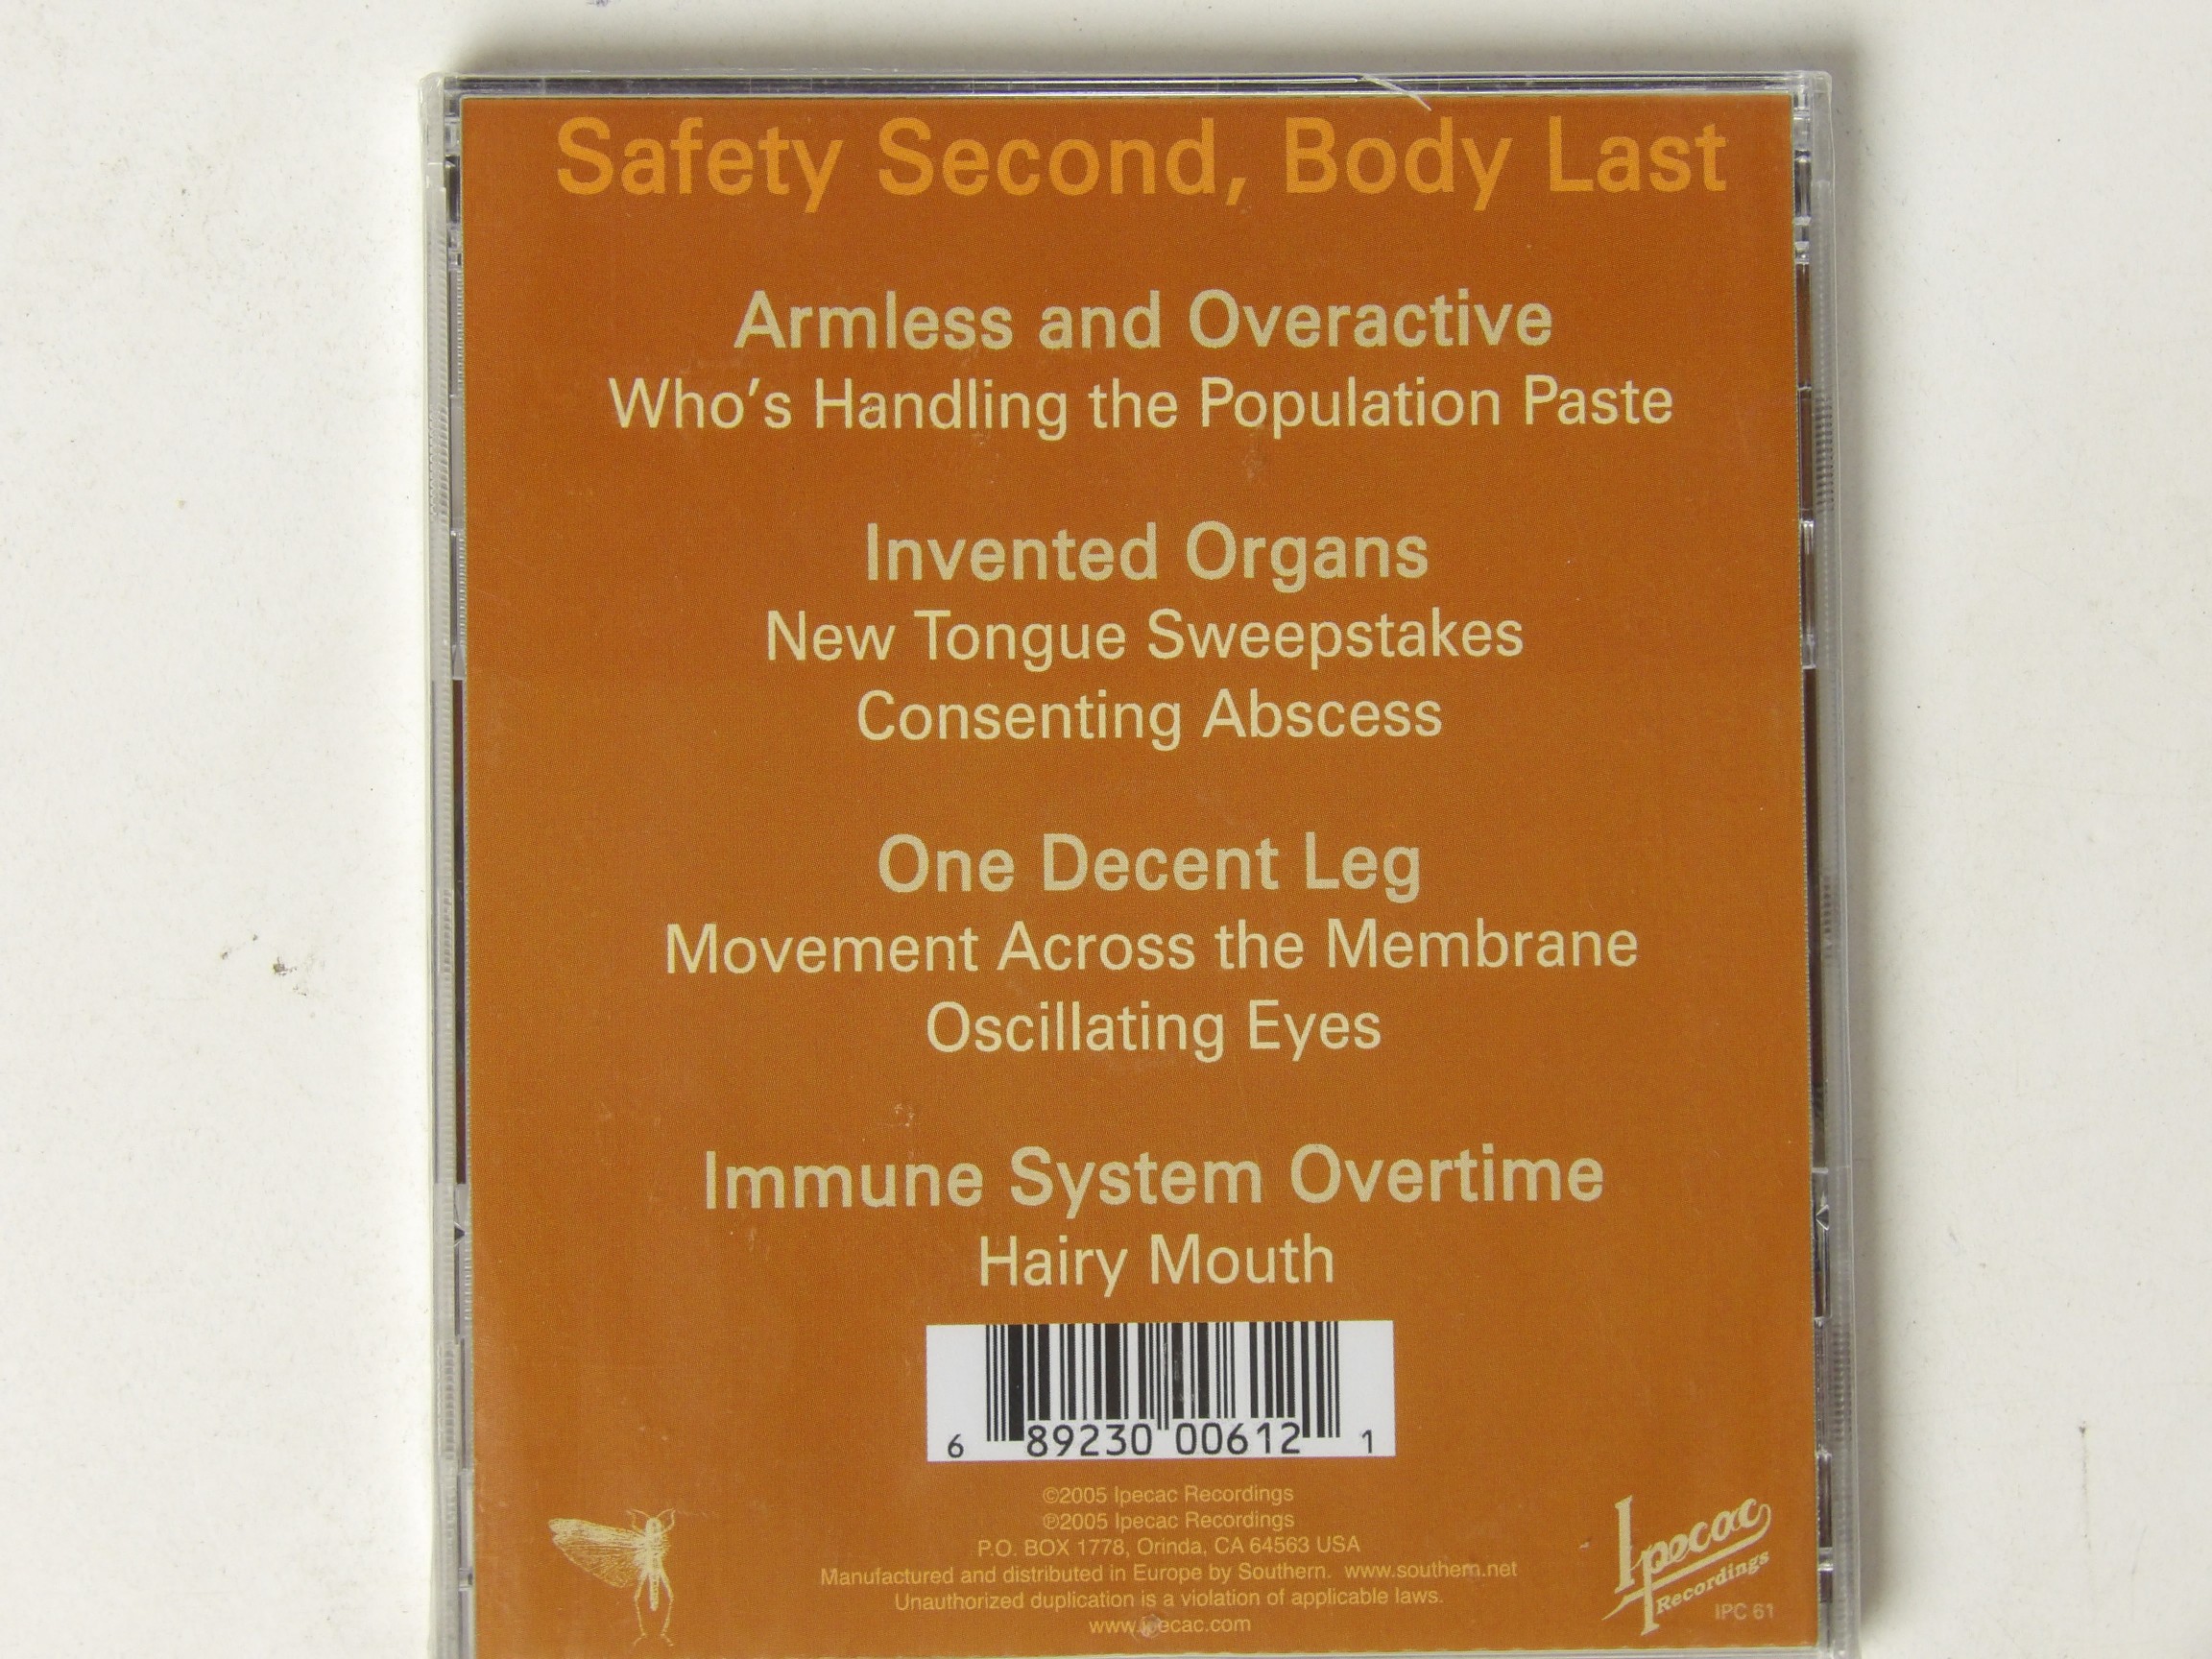 Safety Second, Body Last
Armless and Overactive
Who's Handling the Population Paste
Invented Organs
New Tongue Sweepstakes
Consenting Abscess
One Decent Leg
Movement Across the Membrane
Oscillating Eyes
Immune System Overtime
Hairy Mouth
6 89230 00612 1
©2005 Ipecac Recordings
℗2005 Ipecac Recordings
P.O. BOX 1778, Orinda, CA 64563 USA
Manufactured and distributed in Europe by Southern. www.southern.net
Unauthorized duplication is a violation of applicable laws.
www.ipecac.com
Ipecac
Recordings
IPC 61